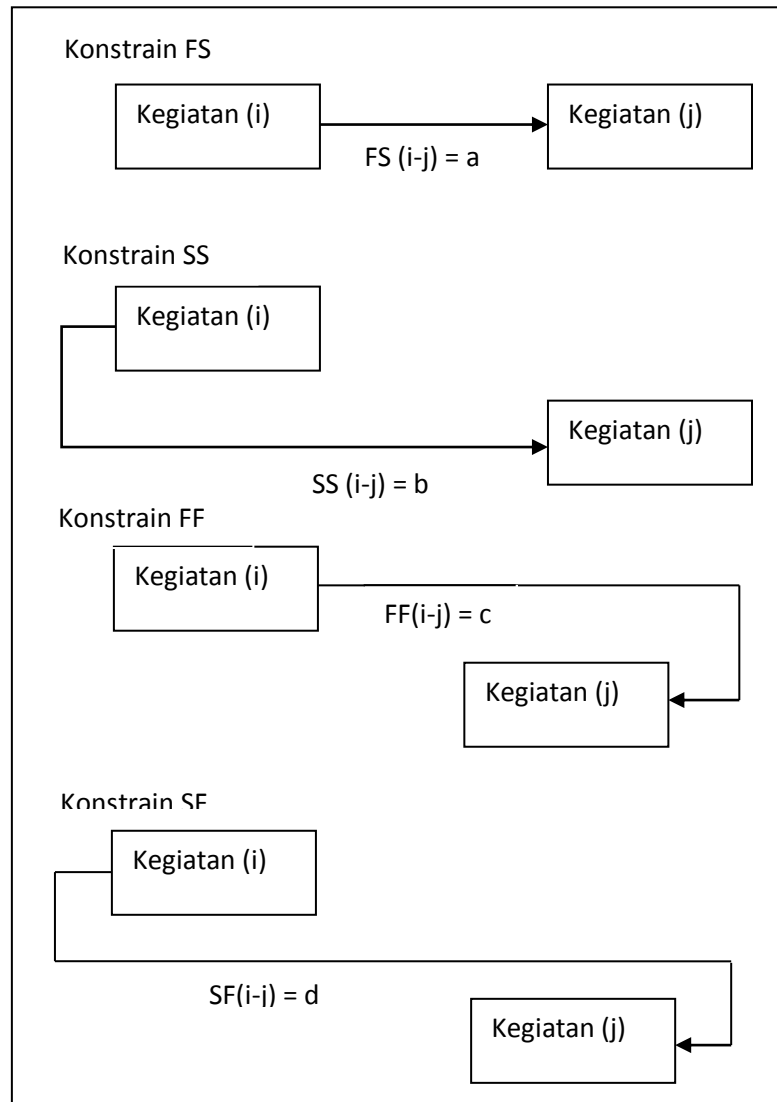 Konstrain FS
Kegiatan (i)
Kegiatan (j)
FS (i-j) = a
Konstrain SS
Kegiatan (i)
Kegiatan (j)
SS (i-j) = b
Konstrain FF
Kegiatan (i)
FF(i-j) = c
Kegiatan (j)
Konstrain SF
Kegiatan (i)
SF(i-j) = d
Kegiatan (j)